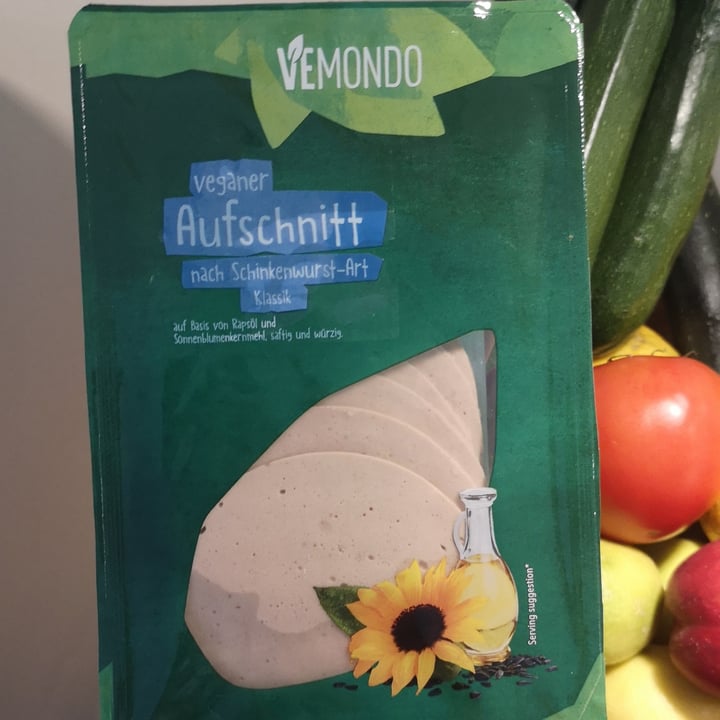 VEMONDO
veganer
Aufschnitt
nach Schinkenwurst-Art
Klassik
auf Basis von Rapsöl und
Sonnenblumenkernmehl, saftig und würzig.
Serving suggestion*